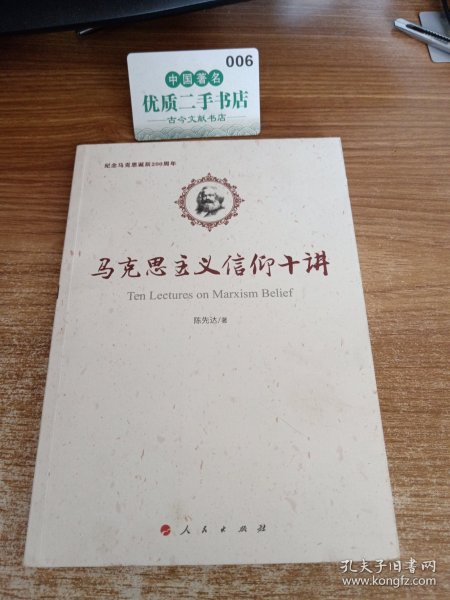 006
中国著名
优质二手书店
古今文献书店
纪念马克思诞辰200周年
马克思主义信仰十讲
Ten Lectures on Marxism Belief
陈先达/著
人民出版社
孔夫子旧书网
www.kongfz.com